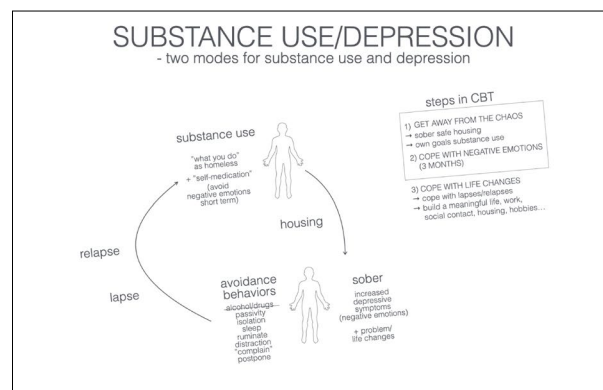 SUBSTANCE USE/DEPRESSION
- two modes for substance use and depression
steps in CBT
1) GET AWAY FROM THE CHAOS
→ sober safe housing
→ own goals substance use
2) COPE WITH NEGATIVE EMOTIONS
(3 MONTHS)
3) COPE WITH LIFE CHANGES
→ cope with lapses/relapses
→ build a meaningful life, work,
social contact, housing, hobbies...
substance use
"what you do"
as homeless
+ "self-medication"
(avoid
negative emotions
short term)
housing
relapse
lapse
avoidance
behaviors
alcohol/drugs
passivity
isolation
sleep
ruminate
distraction
"complain"
postpone
sober
increased
depressive
symptoms
(negative emotions)
+ problem/
life changes